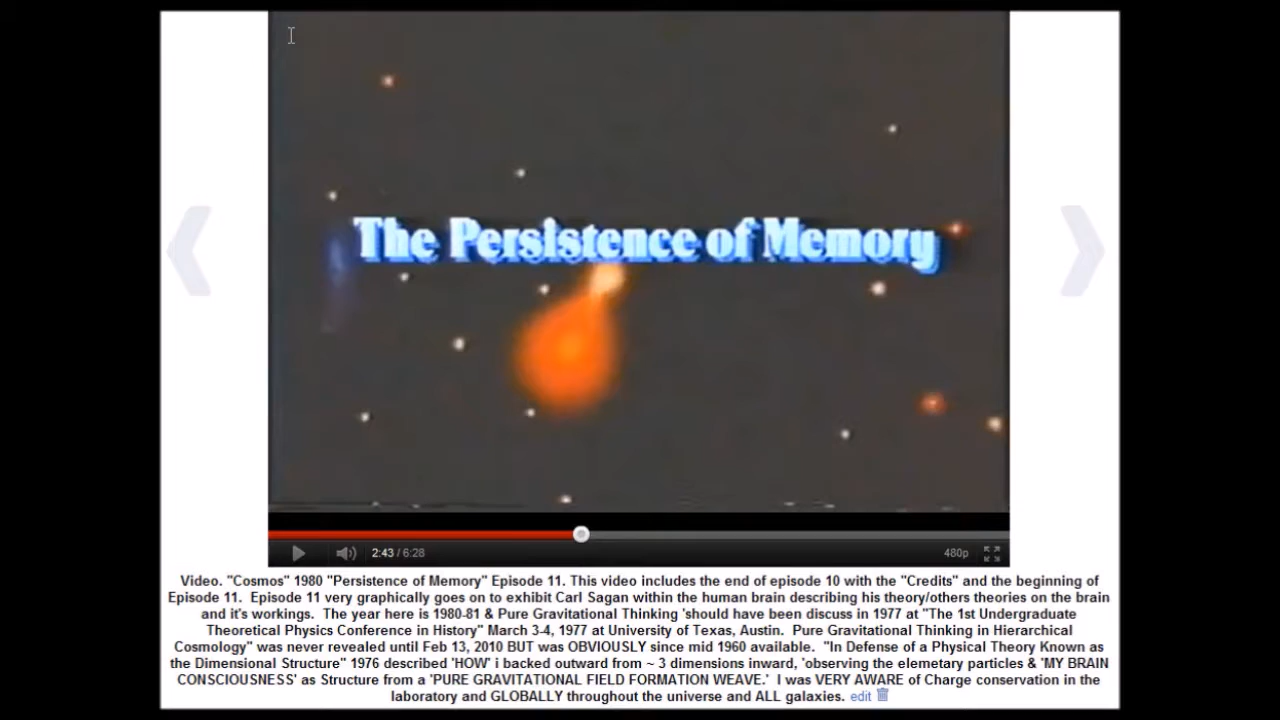 The Persistence of Memory
2:43 / 6:28
480p
Video. "Cosmos" 1980 "Persistence of Memory" Episode 11. This video includes the end of episode 10 with the "Credits" and the beginning of
Episode 11.  Episode 11 very graphically goes on to exhibit Carl Sagan within the human brain describing his theory/others theories on the brain
and it's workings.  The year here is 1980-81 & Pure Gravitational Thinking 'should have been discuss in 1977 at "The 1st Undergraduate
Theoretical Physics Conference in History" March 3-4, 1977 at University of Texas, Austin.  Pure Gravitational Thinking in Hierarchical
Cosmology" was never revealed until Feb 13, 2010 BUT was OBVIOUSLY since mid 1960 available.  "In Defense of a Physical Theory Known as
the Dimensional Structure" 1976 described 'HOW' i backed outward from ~ 3 dimensions inward, 'observing the elemetary particles & 'MY BRAIN
CONSCIOUSNESS' as Structure from a 'PURE GRAVITATIONAL FIELD FORMATION WEAVE.'  I was VERY AWARE of Charge conservation in the
laboratory and GLOBALLY throughout the universe and ALL galaxies. edit